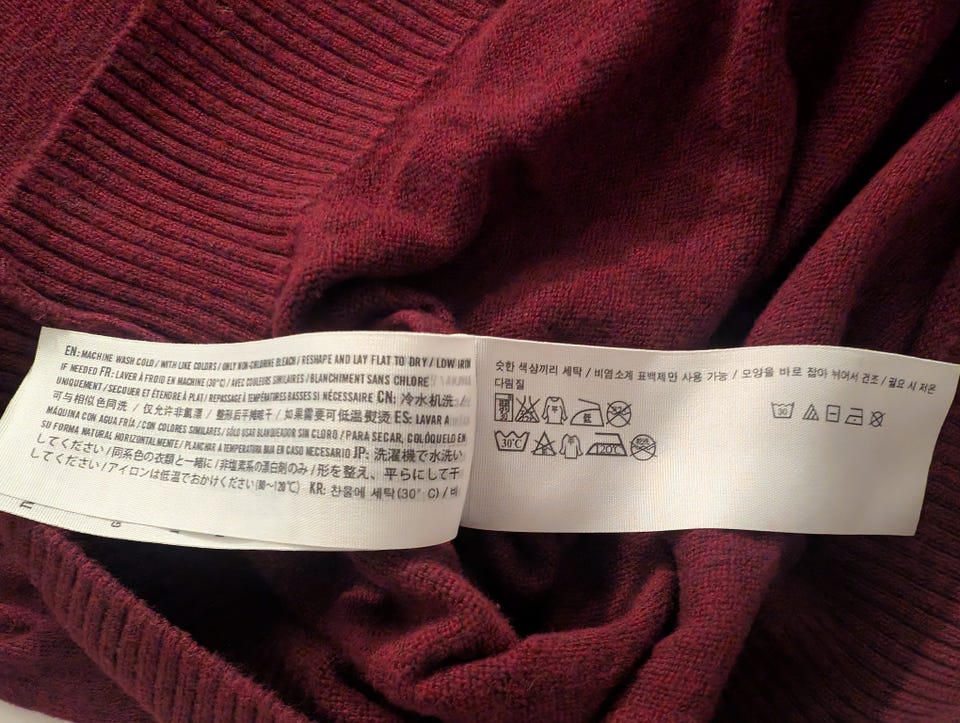 EN: MACHINE WASH COLD / WITH LIKE COLORS / ONLY NON-CHLORINE BLEACH / RESHAPE AND LAY FLAT TO DRY / LOW IRON
IF NEEDED FR: LAVER À FROID EN MACHINE (30°C) / AVEC COULEURS SIMILAIRES / BLANCHIMENT SANS CHLORE
UNIQUEMENT / SECOUER ET ÉTENDRE À PLAT / REPASSAGE À TEMPÉRATURES BASSES SI NÉCESSAIRE CN: 冷水机洗 /
可与相似色同洗 / 仅允许非氯漂 / 整形后平摊晾干 / 如果需要可低温熨烫 ES: LAVAR A
MÁQUINA CON AGUA FRÍA / CON COLORES SIMILARES / SÓLO USAR BLANQUEADOR SIN CLORO / PARA SECAR, COLÓQUELO EN
SU FORMA NATURAL HORIZONTALMENTE / PLANCHAR A TEMPERATURA BAJA EN CASO NECESARIO JP: 洗濯機で水洗い
してください / 同系色の衣類と一緒に / 非塩素系の漂白剤のみ / 形を整え、平らにして干
してください / アイロンは低温でおかけください (80～120℃) KR: 찬물에 세탁(30° C) / 비
슷한 색상끼리 세탁 / 비염소계 표백제만 사용 가능 / 모양을 바로 잡아 뉘어서 건조 / 필요 시 저온
다림질
平 低
30℃ 120℃
30